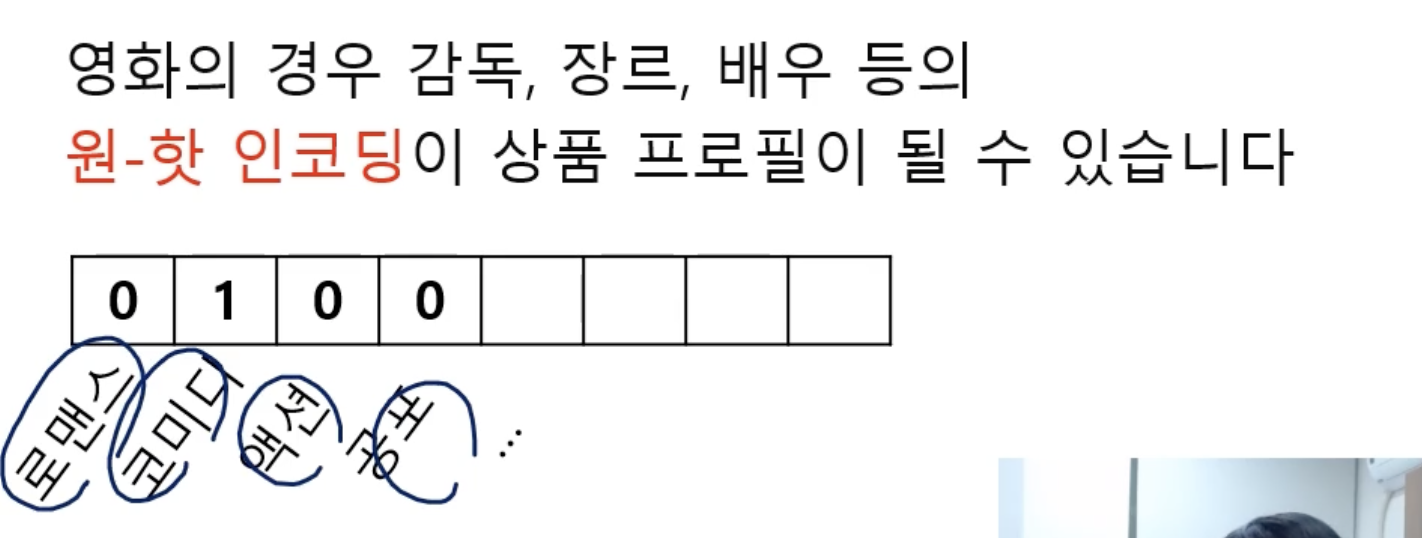 영화의 경우 감독, 장르, 배우 등의
원-핫 인코딩이 상품 프로필이 될 수 있습니다
0 1 0 0
로맨스 코미디 액션 공포 ...